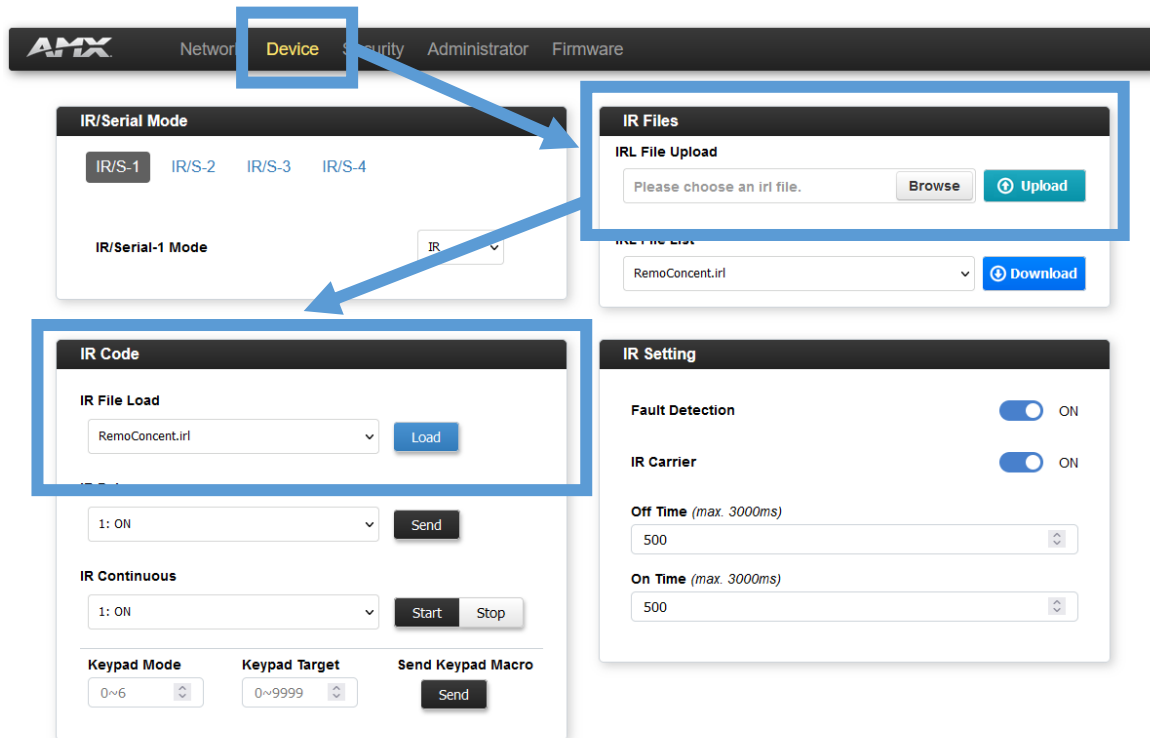 AMX Network Device Security Administrator Firmware
IR/Serial Mode
IR/S-1 IR/S-2 IR/S-3 IR/S-4
IR/Serial-1 Mode IR
IR Files
IRL File Upload
Please choose an irl file. Browse Upload
IRL File List
RemoConcent.irl Download
IR Code
IR File Load
RemoConcent.irl Load
1: ON Send
IR Continuous
1: ON Start Stop
Keypad Mode Keypad Target Send Keypad Macro
0~6 0~9999 Send
IR Setting
Fault Detection ON
IR Carrier ON
Off Time (max. 3000ms)
500
On Time (max. 3000ms)
500